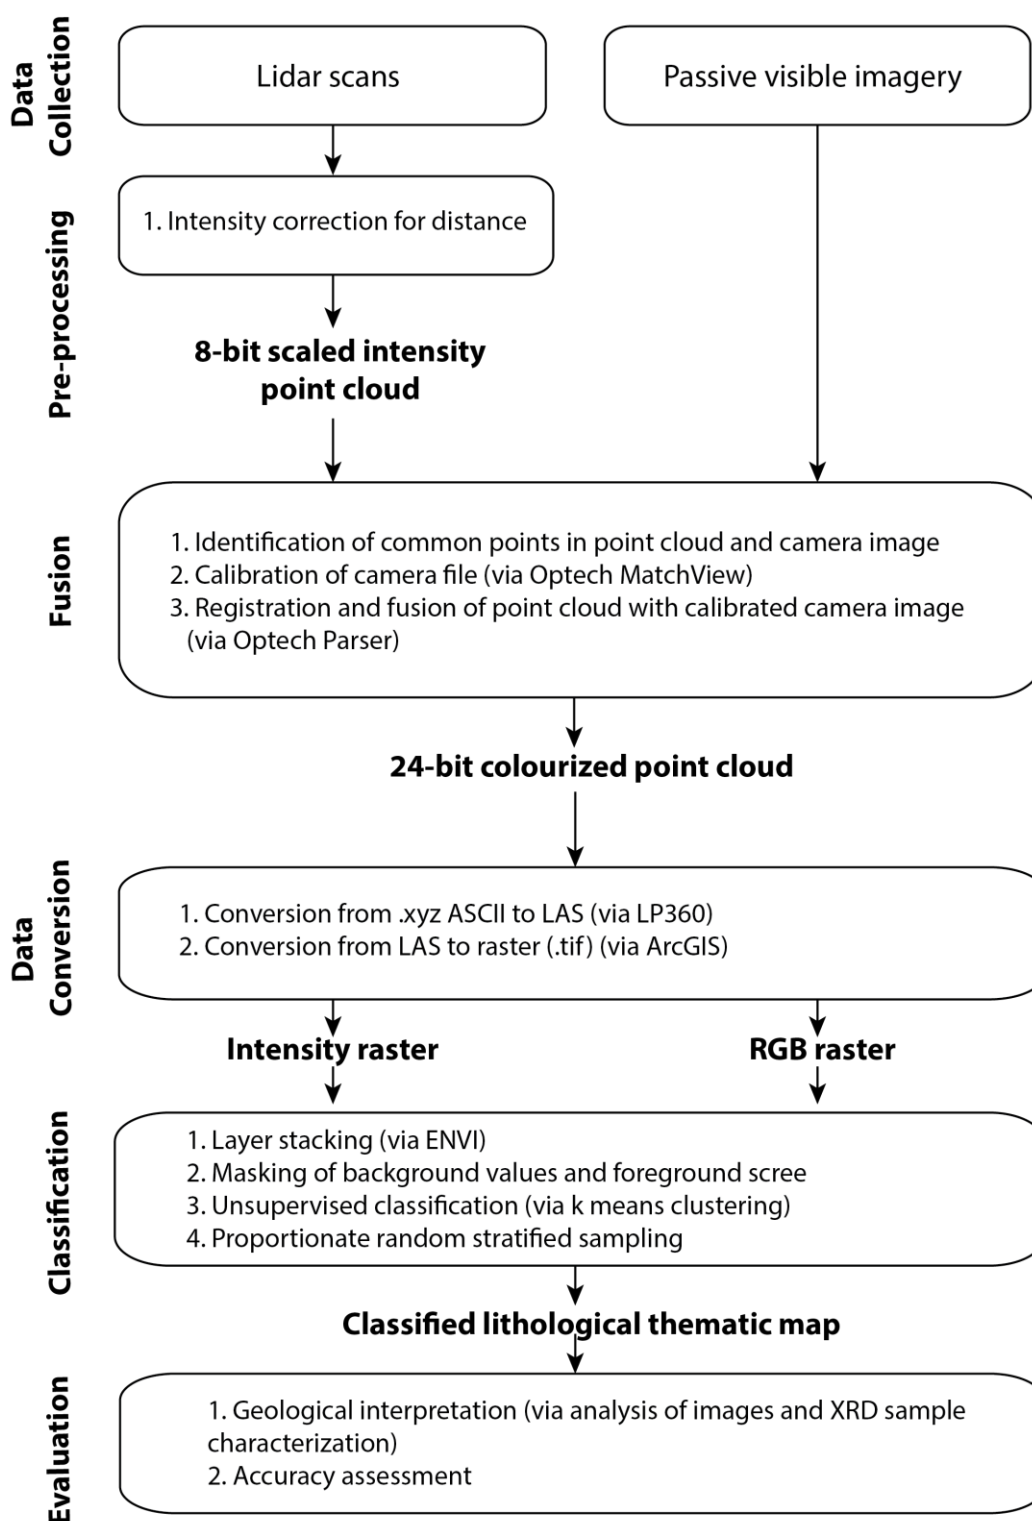 Data
Collection
Lidar scans
Passive visible imagery
Pre-processing
1. Intensity correction for distance
8-bit scaled intensity
point cloud
Fusion
1. Identification of common points in point cloud and camera image
2. Calibration of camera file (via Optech MatchView)
3. Registration and fusion of point cloud with calibrated camera image
(via Optech Parser)
24-bit colourized point cloud
Data
Conversion
1. Conversion from .xyz ASCII to LAS (via LP360)
2. Conversion from LAS to raster (.tif) (via ArcGIS)
Intensity raster
RGB raster
Classification
1. Layer stacking (via ENVI)
2. Masking of background values and foreground scree
3. Unsupervised classification (via k means clustering)
4. Proportionate random stratified sampling
Classified lithological thematic map
Evaluation
1. Geological interpretation (via analysis of images and XRD sample
characterization)
2. Accuracy assessment